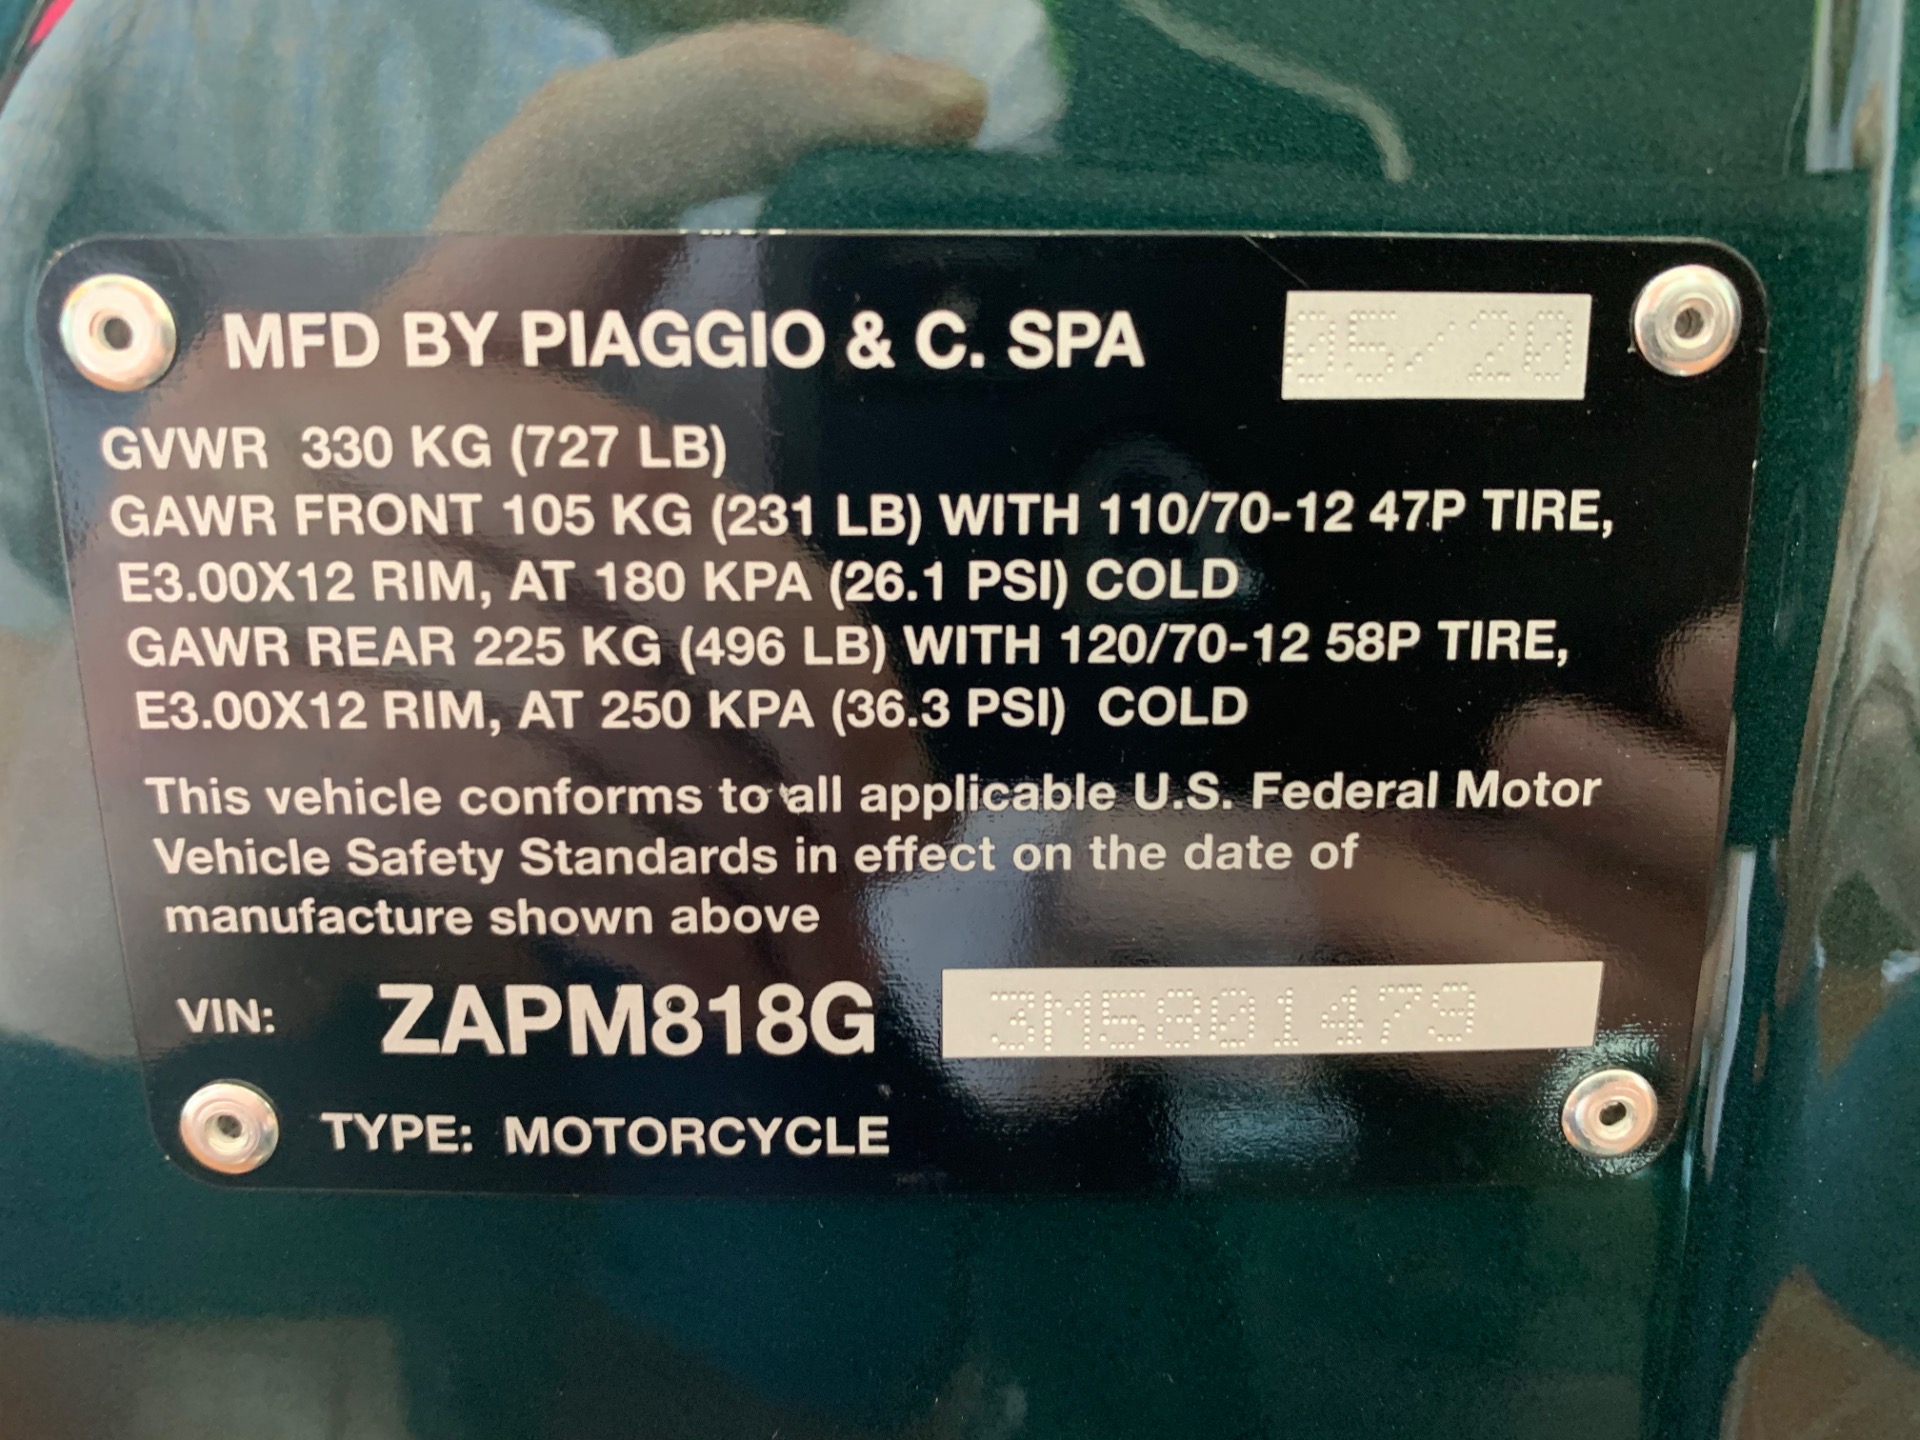 MFD BY PIAGGIO & C. SPA 05/20
GVWR 330 KG (727 LB)
GAWR FRONT 105 KG (231 LB) WITH 110/70-12 47P TIRE,
E3.00X12 RIM, AT 180 KPA (26.1 PSI) COLD
GAWR REAR 225 KG (496 LB) WITH 120/70-12 58P TIRE,
E3.00X12 RIM, AT 250 KPA (36.3 PSI) COLD
This vehicle conforms to all applicable U.S. Federal Motor
Vehicle Safety Standards in effect on the date of
manufacture shown above
VIN: ZAPM818G 3M5801479
TYPE: MOTORCYCLE